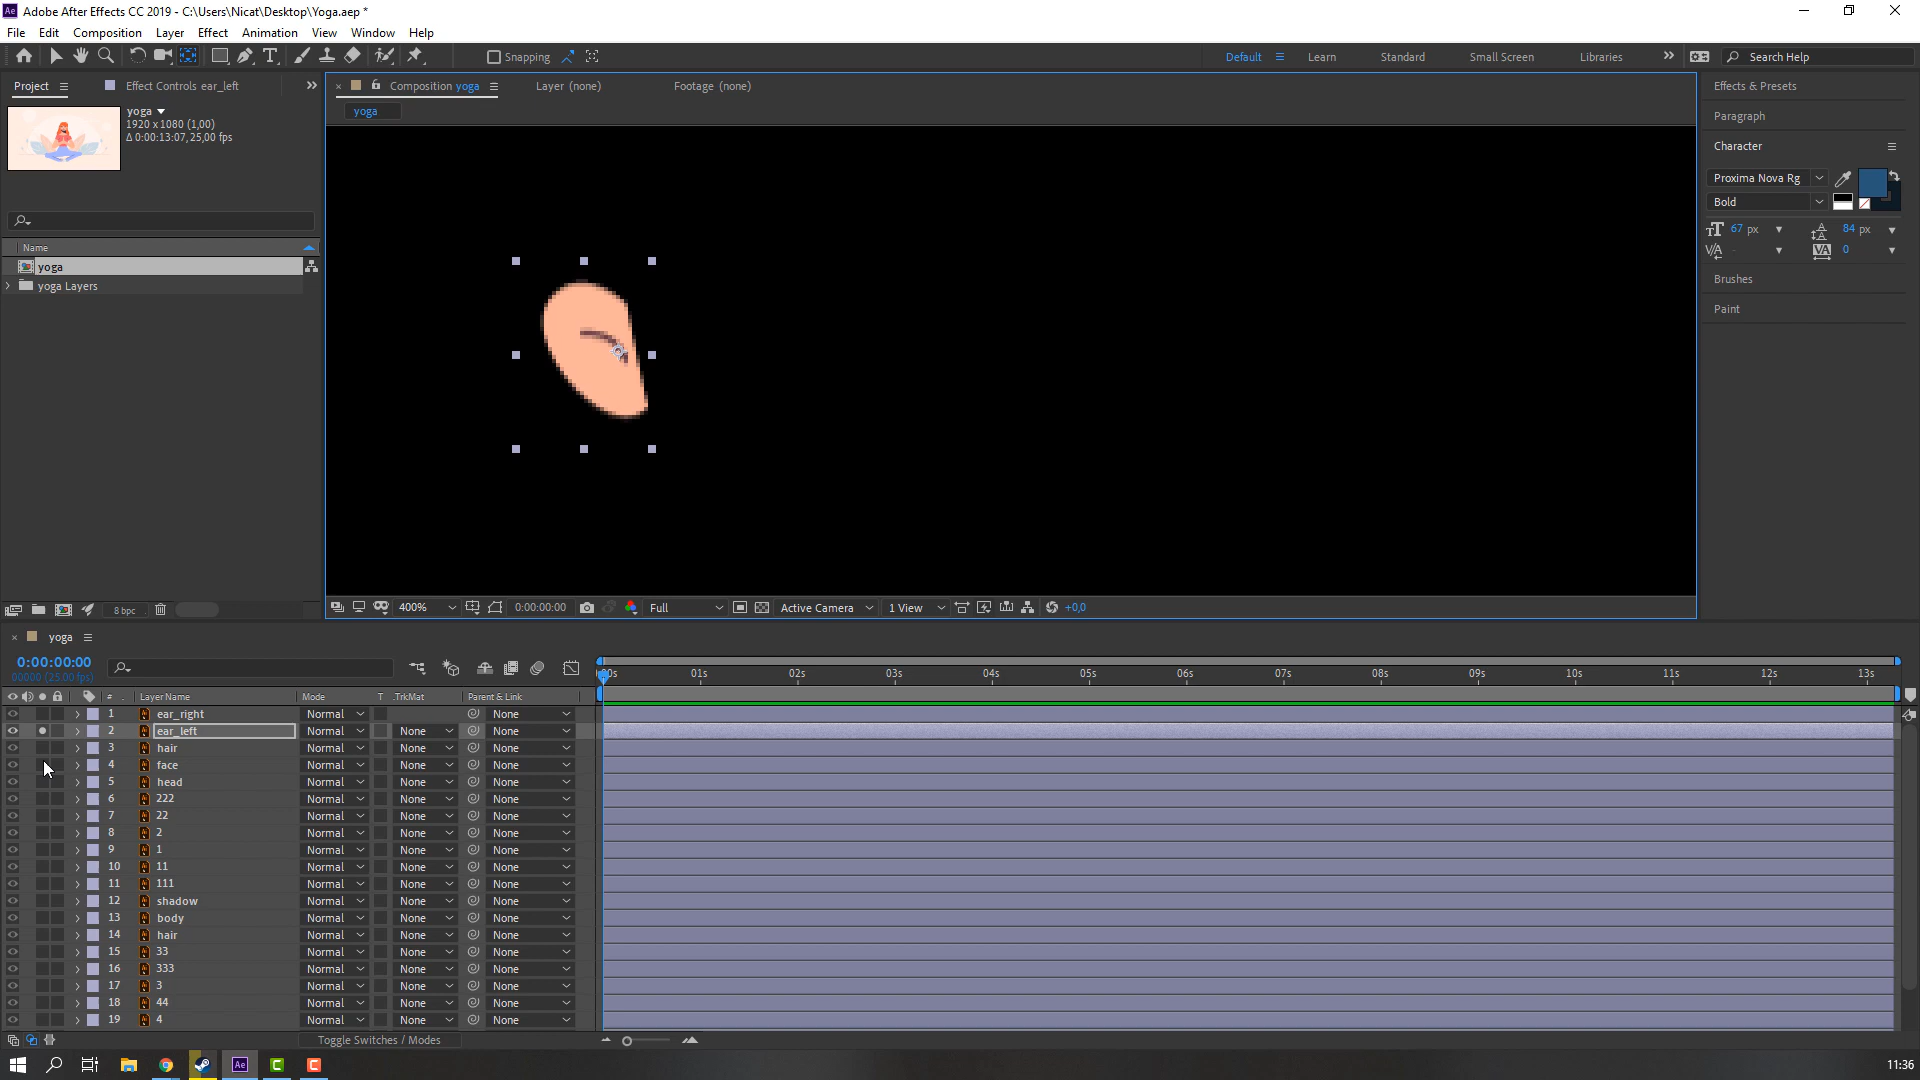 Adobe After Effects CC 2019 - C:\Users\Nicat\Desktop\Yoga.aep *
File Edit Composition Layer Effect Animation View Window Help
Snapping
Default Learn Standard Small Screen Libraries Search Help
Project Effect Controls ear_left
Composition yoga Layer (none) Footage (none)
yoga
yoga
1920 x 1080 (1,00)
Δ 0:00:13:07, 25,00 fps
Name
yoga
yoga Layers
8 bpc
400% 0:00:00:00 Full Active Camera 1 View +0,0
Effects & Presets
Paragraph
Character
Proxima Nova Rg
Bold
67 px 84 px
- 0
Brushes
Paint
yoga
0:00:00:00
00000 (25.00 fps)
# Layer Name Mode T .TrkMat Parent & Link
00s 01s 02s 03s 04s 05s 06s 07s 08s 09s 10s 11s 12s 13s
1 ear_right Normal None
2 ear_left Normal None None
3 hair Normal None None
4 face Normal None None
5 head Normal None None
6 222 Normal None None
7 22 Normal None None
8 2 Normal None None
9 1 Normal None None
10 11 Normal None None
11 111 Normal None None
12 shadow Normal None None
13 body Normal None None
14 hair Normal None None
15 33 Normal None None
16 333 Normal None None
17 3 Normal None None
18 44 Normal None None
19 4 Normal None None
Toggle Switches / Modes
11:36